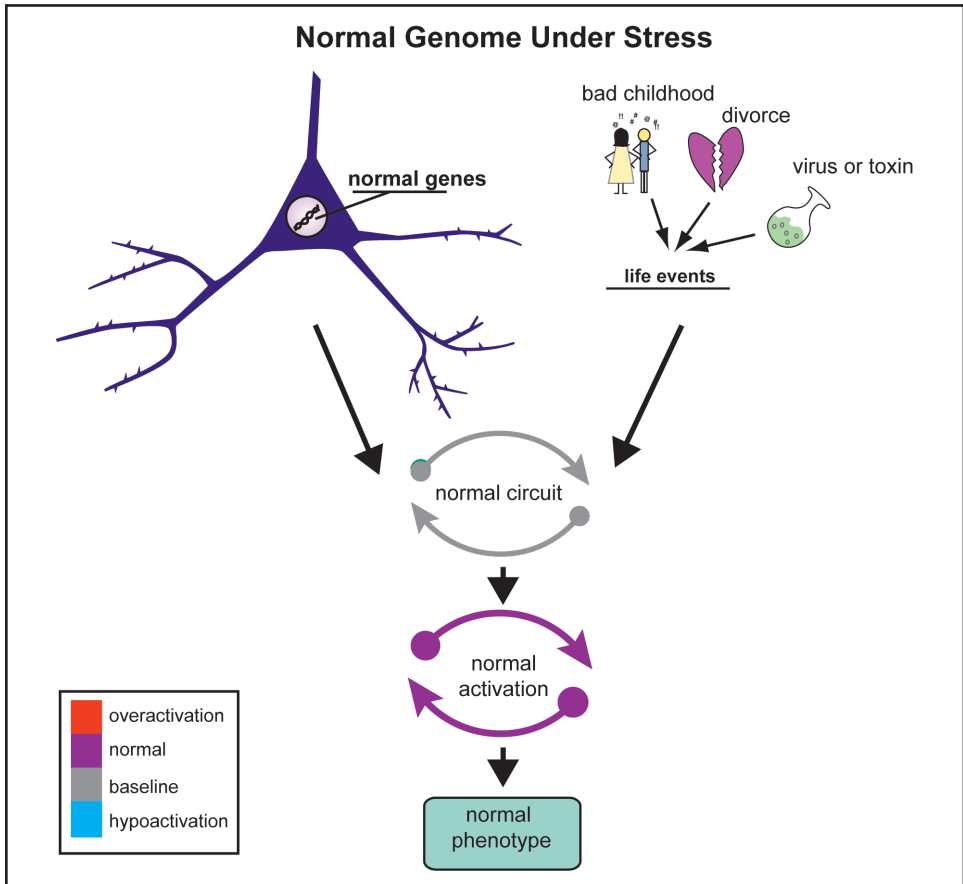 Normal Genome Under Stress
bad childhood
divorce
virus or toxin
normal genes
!! # @ #
@ # !!
life events
normal circuit
normal
activation
overactivation
normal
baseline
hypoactivation
normal
phenotype